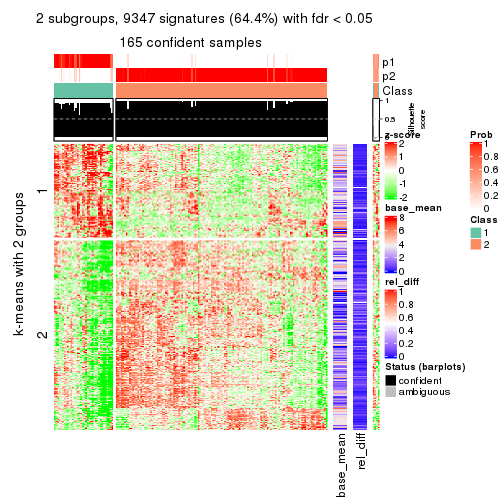 2 subgroups, 9347 signatures (64.4%) with fdr < 0.05
165 confident samples
p1
p2
Class
1
0.5
0
Silhouette
score
k-means with 2 groups
1
2
base_mean
rel_diff
z-score
2
1
0
-1
-2
base_mean
8
6
4
2
0
rel_diff
1
0.8
0.6
0.4
0.2
0
Status (barplots)
confident
ambiguous
Prob
1
0.8
0.6
0.4
0.2
0
Class
1
2